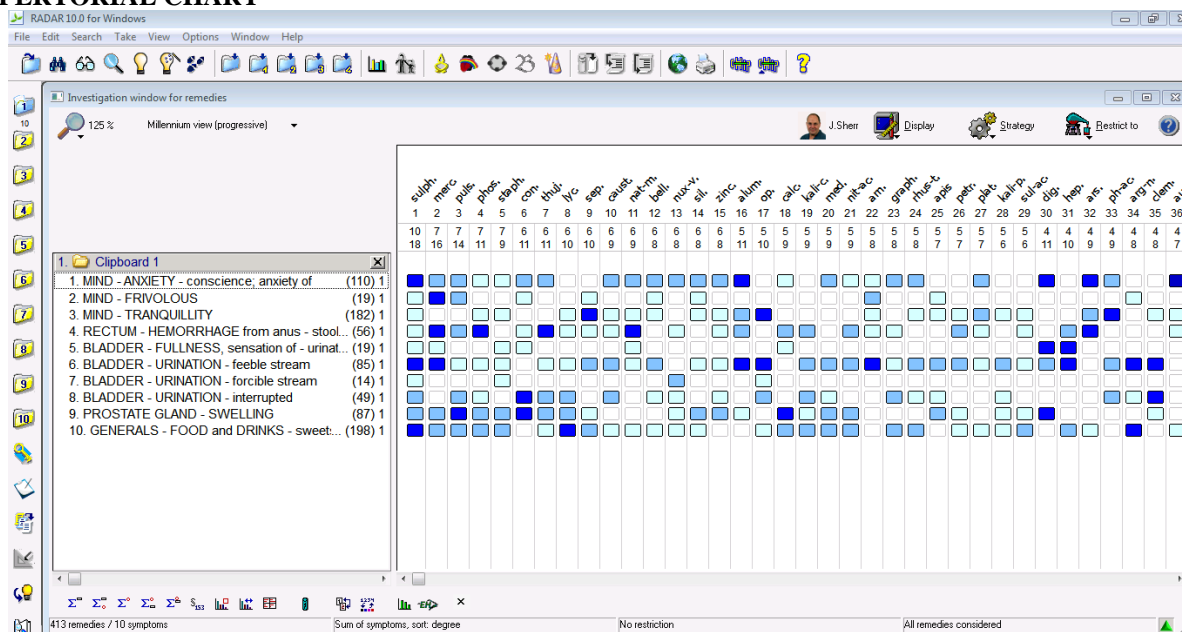 PERTORIAL CHART
RADAR 10.0 for Windows
File Edit Search Take View Options Window Help
Investigation window for remedies
125 % Millennium view (progressive) J.Sherr Display Strategy Restrict to
sulph. merc. puls. phos. staph. con. thuj. lyc. sep. caust. nat-m. bell. nux-v. sil. zinc. alum. op. calc. kali-c. med. nit-ac. arn. graph. rhus-t. apis petr. plat. kali-p. sul-ac. dig. hep. ars. ph-ac. arg-n. clem.
1 2 3 4 5 6 7 8 9 10 11 12 13 14 15 16 17 18 19 20 21 22 23 24 25 26 27 28 29 30 31 32 33 34 35 36
10 7 7 7 7 6 6 6 6 6 6 6 6 6 6 5 5 5 5 5 5 5 5 5 5 5 5 5 5 4 4 4 4 4 4 4
18 16 14 11 9 11 11 10 10 9 9 8 8 8 8 11 10 9 9 9 9 8 8 8 7 7 7 6 6 11 10 9 9 8 8 7
1. Clipboard 1
1. MIND - ANXIETY - conscience; anxiety of (110) 1
2. MIND - FRIVOLOUS (19) 1
3. MIND - TRANQUILLITY (182) 1
4. RECTUM - HEMORRHAGE from anus - stool... (56) 1
5. BLADDER - FULLNESS, sensation of - urinat... (19) 1
6. BLADDER - URINATION - feeble stream (85) 1
7. BLADDER - URINATION - forcible stream (14) 1
8. BLADDER - URINATION - interrupted (49) 1
9. PROSTATE GLAND - SWELLING (87) 1
10. GENERALS - FOOD and DRINKS - sweet:... (198) 1
1
10
2
3
4
5
6
7
8
9
10
413 remedies / 10 symptoms Sum of symptoms, sort: degree No restriction All remedies considered